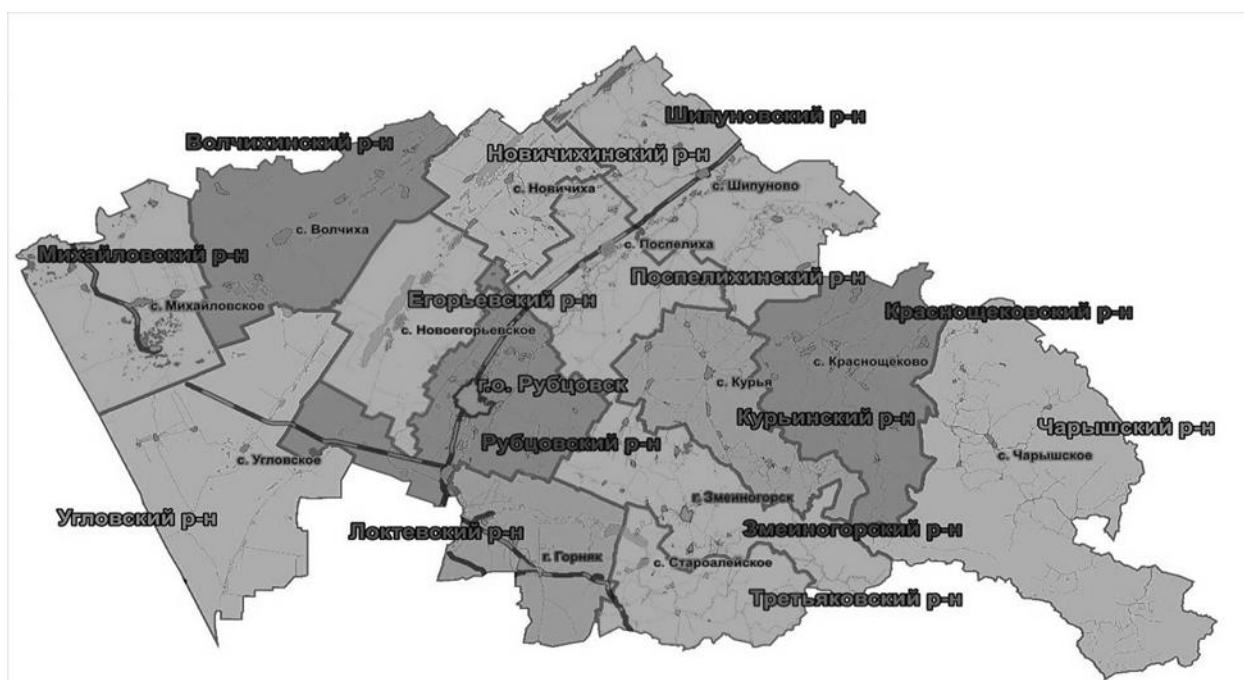 Шипуновский р-н
Волчихинский р-н
Новичихинский р-н
с. Новичиха
с. Шипуново
с. Волчиха
с. Поспелиха
Михайловский р-н
Поспелихинский р-н
Егорьевский р-н
с. Михайловское
Краснощековский р-н
с. Новоегорьевское
с. Краснощеково
г.о. Рубцовск
с. Курья
Курьинский р-н
Чарышский р-н
Рубцовский р-н
с. Угловское
с. Чарышское
г. Змеиногорск
Угловский р-н
Локтевский р-н
Змеиногорский р-н
г. Горняк
с. Староалейское
Третьяковский р-н